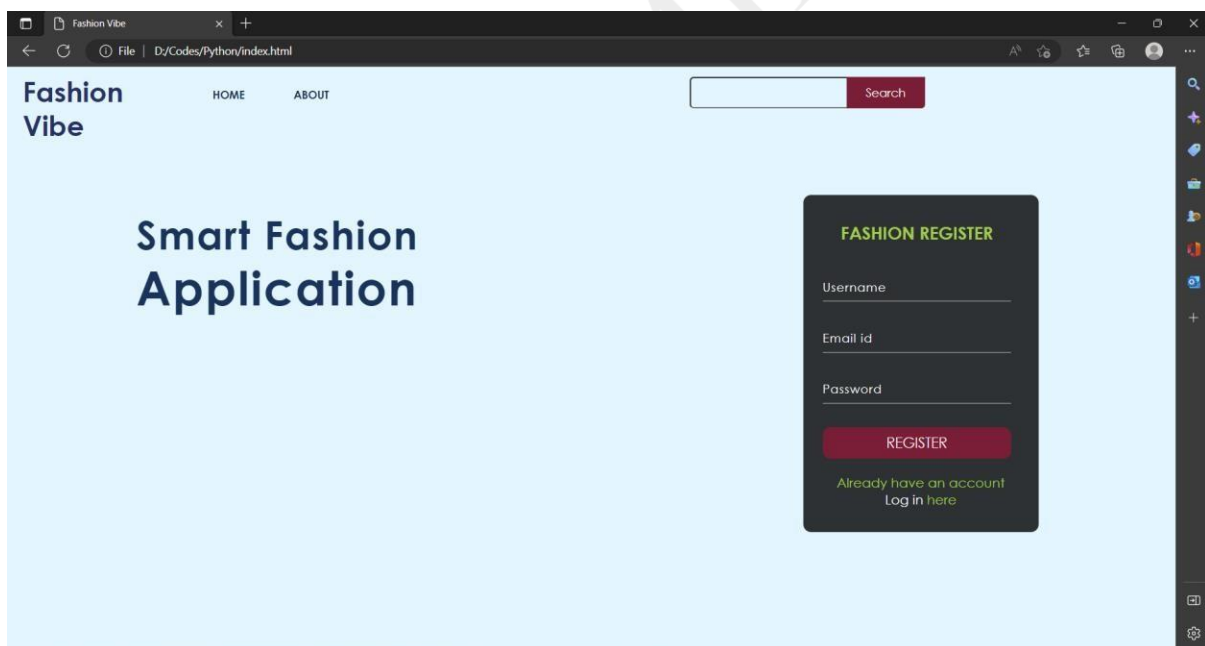 Fashion Vibe
File | D:/Codes/Python/index.html
Fashion
Vibe
HOME
ABOUT
Search
Smart Fashion
Application
FASHION REGISTER
Username
Email id
Password
REGISTER
Already have an account
Log in here